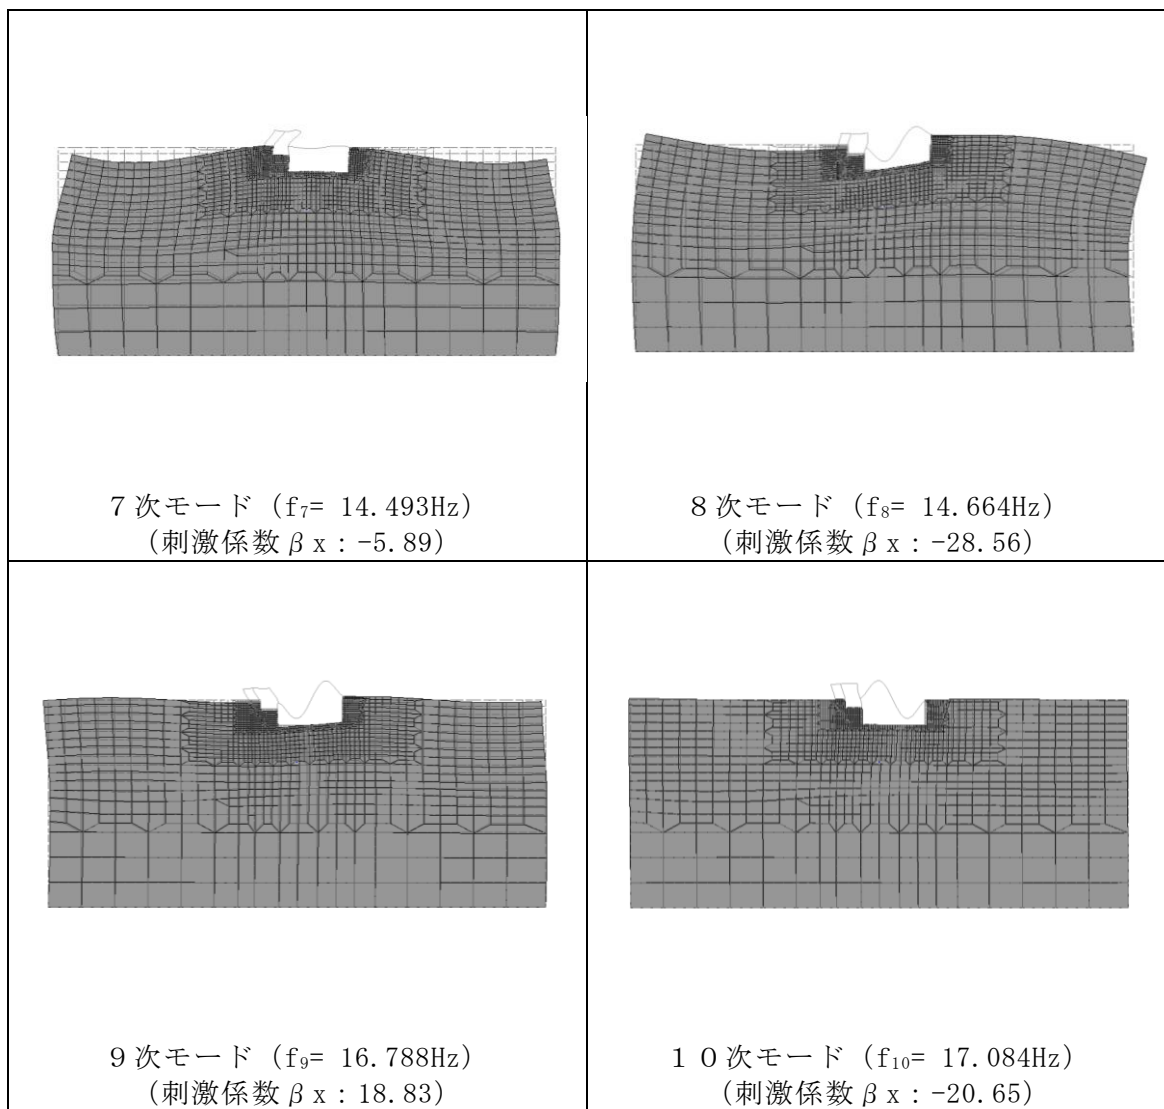 ７次モード（f₇= 14.493Hz）
（刺激係数βx：-5.89）
８次モード（f₈= 14.664Hz）
（刺激係数βx：-28.56）
９次モード（f₉= 16.788Hz）
（刺激係数βx：18.83）
１０次モード（f₁₀= 17.084Hz）
（刺激係数βx：-20.65）